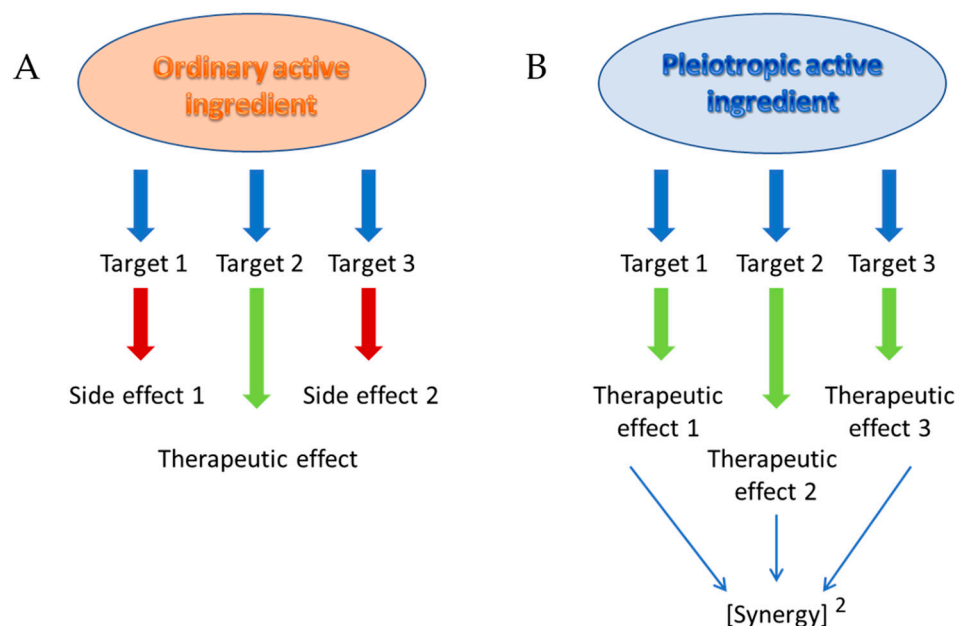 A
Ordinary active
ingredient
Target 1
Target 2
Target 3
Side effect 1
Side effect 2
Therapeutic effect
B
Pleiotropic active
ingredient
Target 1
Target 2
Target 3
Therapeutic
effect 1
Therapeutic
effect 2
Therapeutic
effect 3
[Synergy] 2